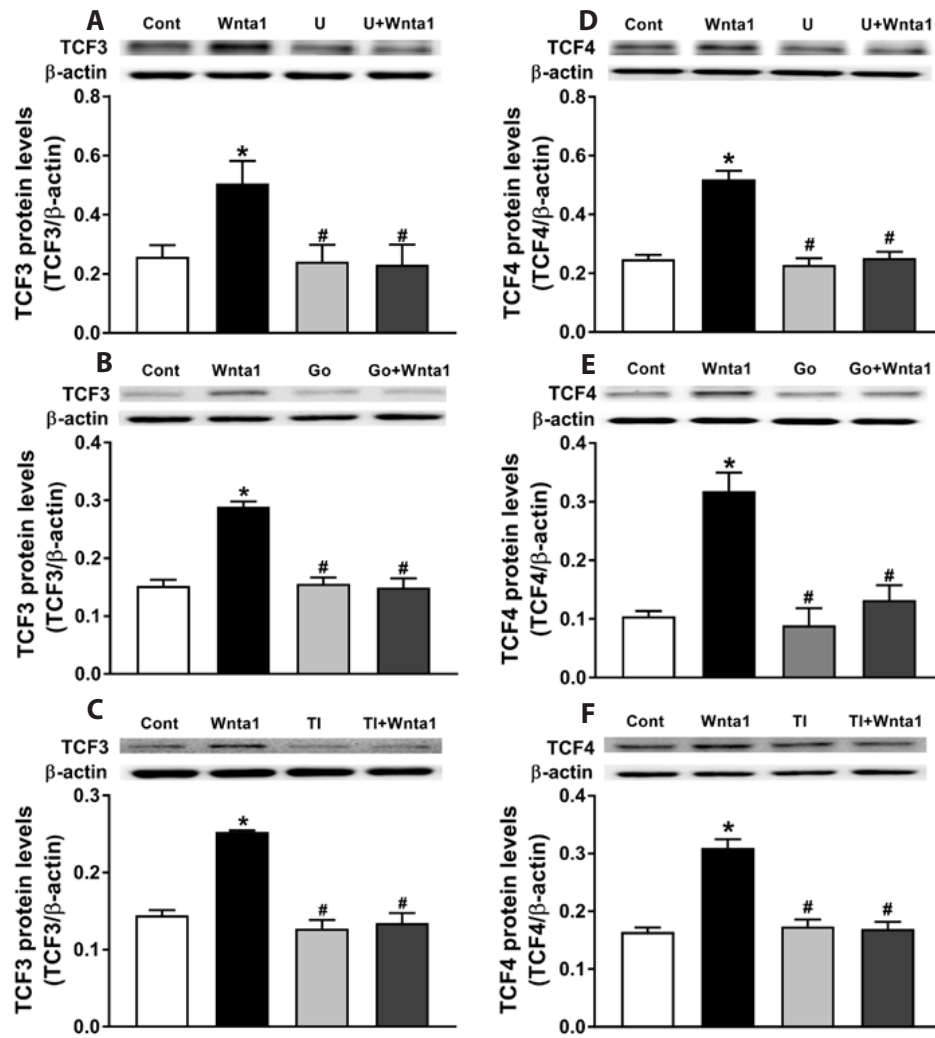 A
Cont Wnta1 U U+Wnta1
TCF3
β-actin
TCF3 protein levels
(TCF3/β-actin)
0.8
0.6
0.4
0.2
0.0
*
#
#
D
Cont Wnta1 U U+Wnta1
TCF4
β-actin
TCF4 protein levels
(TCF4/β-actin)
0.8
0.6
0.4
0.2
0.0
*
#
#
B
Cont Wnta1 Go Go+Wnta1
TCF3
β-actin
TCF3 protein levels
(TCF3/β-actin)
0.4
0.3
0.2
0.1
0.0
*
#
#
E
Cont Wnta1 Go Go+Wnta1
TCF4
β-actin
TCF4 protein levels
(TCF4/β-actin)
0.4
0.3
0.2
0.1
0.0
*
#
#
C
Cont Wnta1 TI TI+Wnta1
TCF3
β-actin
TCF3 protein levels
(TCF3/β-actin)
0.3
0.2
0.1
0.0
*
#
#
F
Cont Wnta1 TI TI+Wnta1
TCF4
β-actin
TCF4 protein levels
(TCF4/β-actin)
0.4
0.3
0.2
0.1
0.0
*
#
#